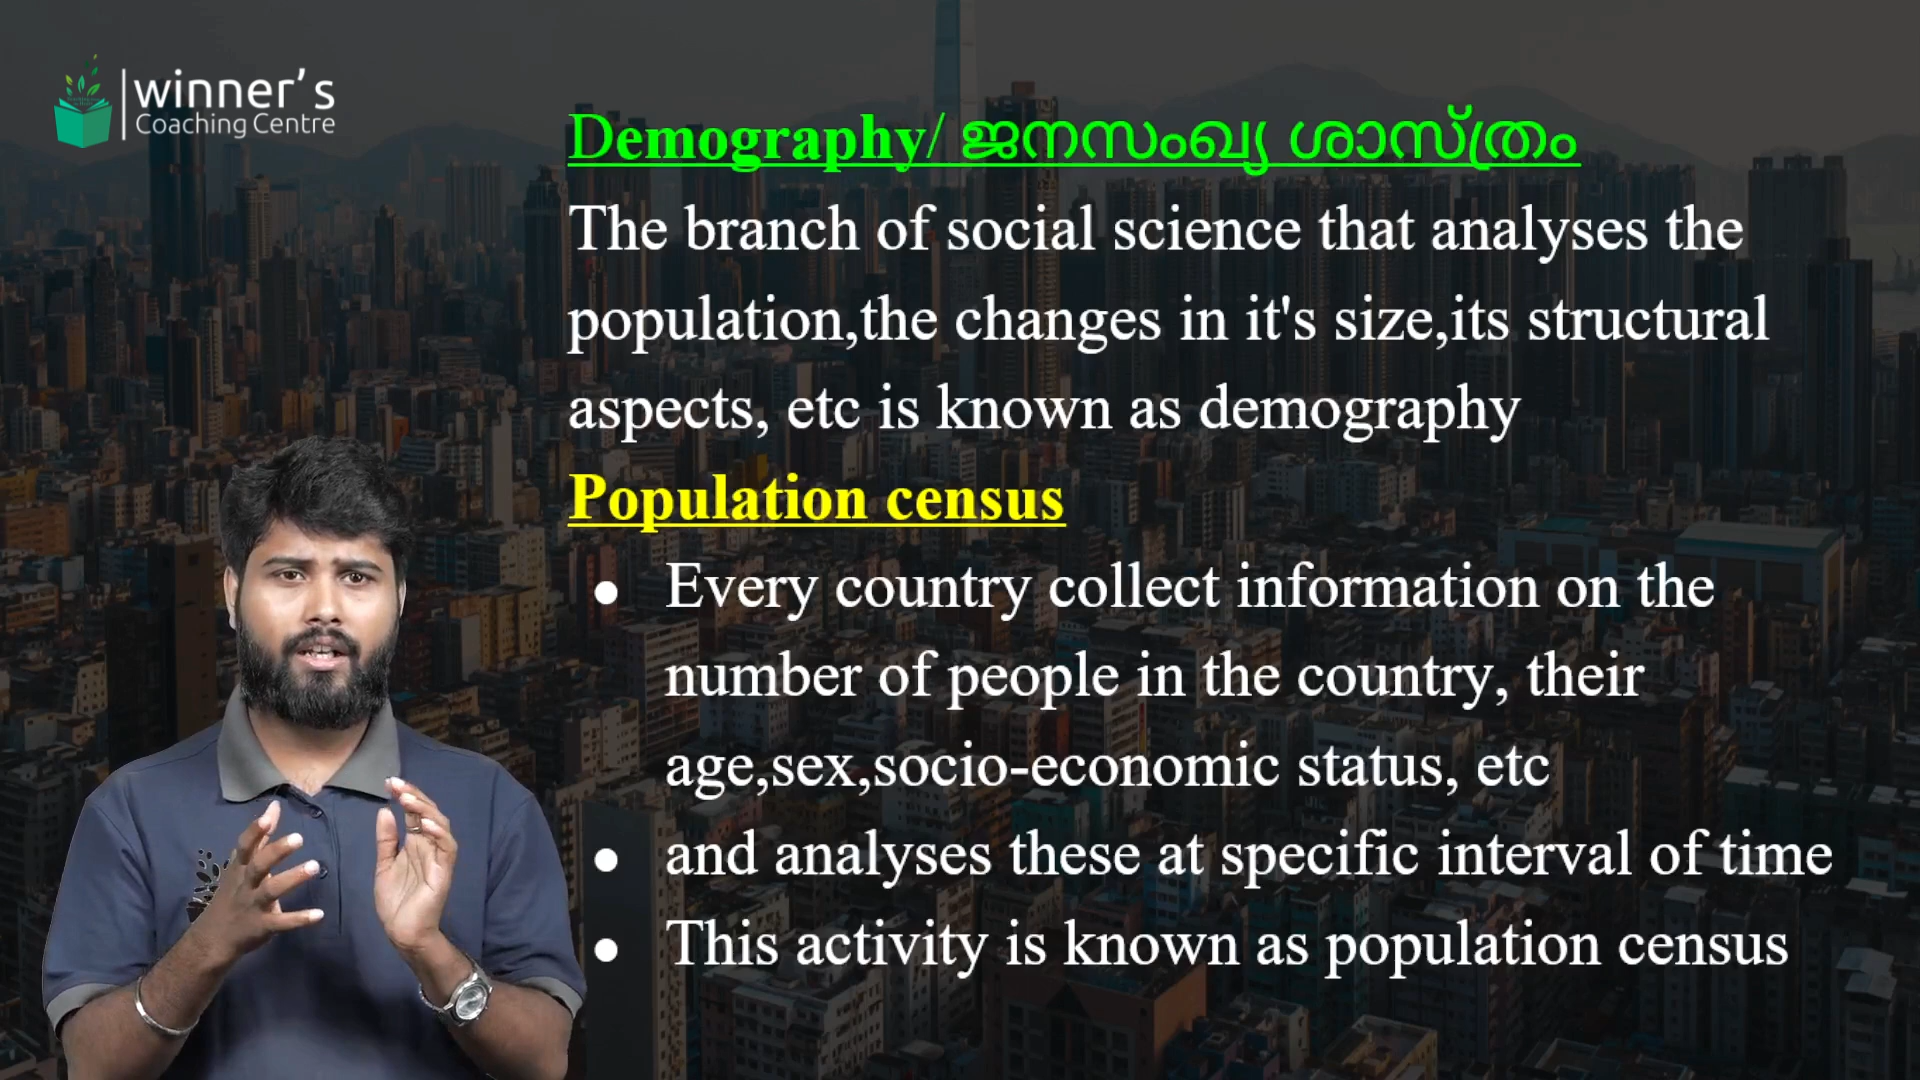 winner's
Coaching Centre
Demography/ ജനസംഖ്യ ശാസ്ത്രം
The branch of social science that analyses the
population,the changes in it's size,its structural
aspects, etc is known as demography
Population census
● Every country collect information on the
number of people in the country, their
age,sex,socio-economic status, etc
● and analyses these at specific interval of time
● This activity is known as population census